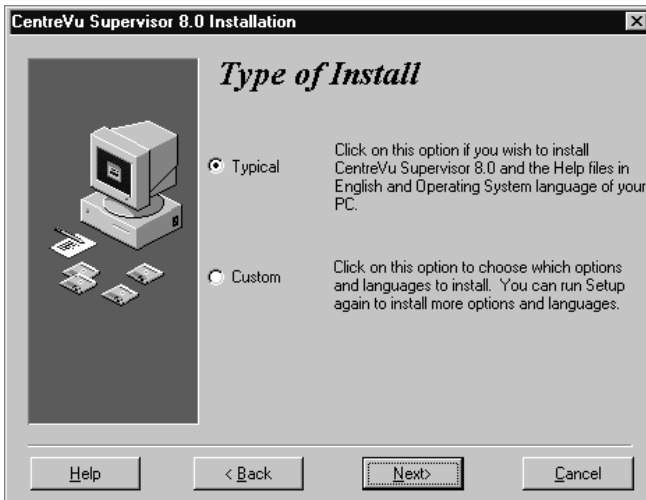 CentreVu Supervisor 8.0 Installation
Type of Install
Typical
Click on this option if you wish to install
CentreVu Supervisor 8.0 and the Help files in
English and Operating System language of your
PC.
Custom
Click on this option to choose which options
and languages to install. You can run Setup
again to install more options and languages.
Help
< Back
Next>
Cancel